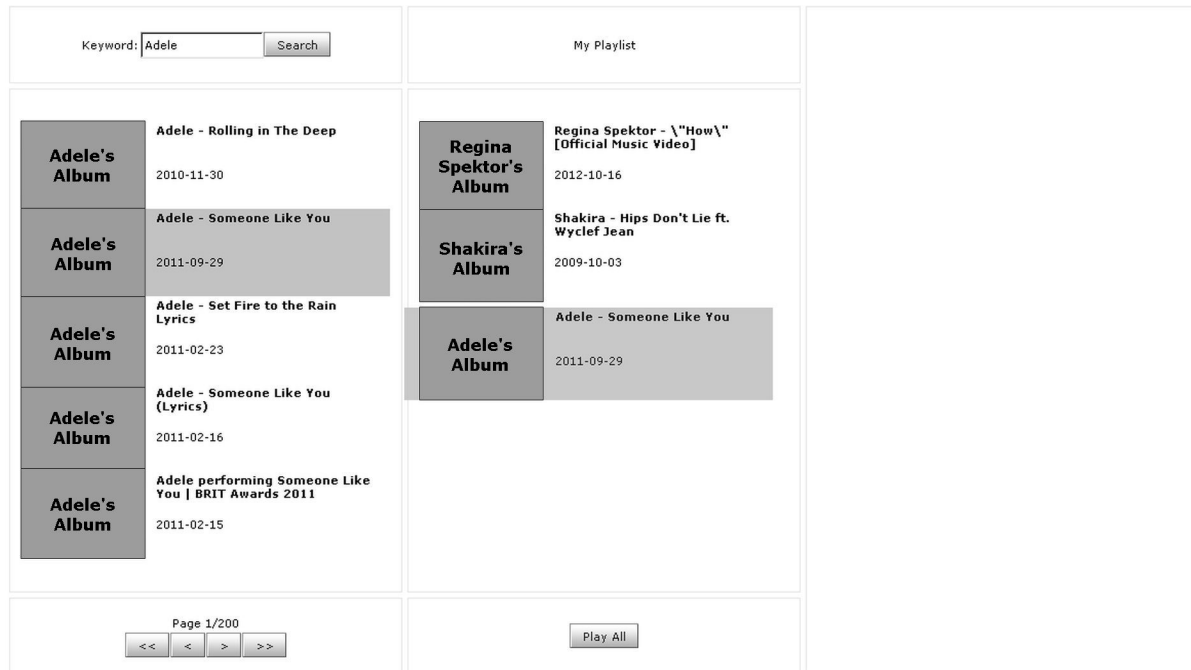 Keyword: Adele Search
Adele's
Album
Adele - Rolling in The Deep
2010-11-30
Adele's
Album
Adele - Someone Like You
2011-09-29
Adele's
Album
Adele - Set Fire to the Rain
Lyrics
2011-02-23
Adele's
Album
Adele - Someone Like You
(Lyrics)
2011-02-16
Adele's
Album
Adele performing Someone Like
You | BRIT Awards 2011
2011-02-15
Page 1/200
<< < > >>
My Playlist
Regina
Spektor's
Album
Regina Spektor - \"How\"
[Official Music Video]
2012-10-16
Shakira's
Album
Shakira - Hips Don't Lie ft.
Wyclef Jean
2009-10-03
Adele's
Album
Adele - Someone Like You
2011-09-29
Play All